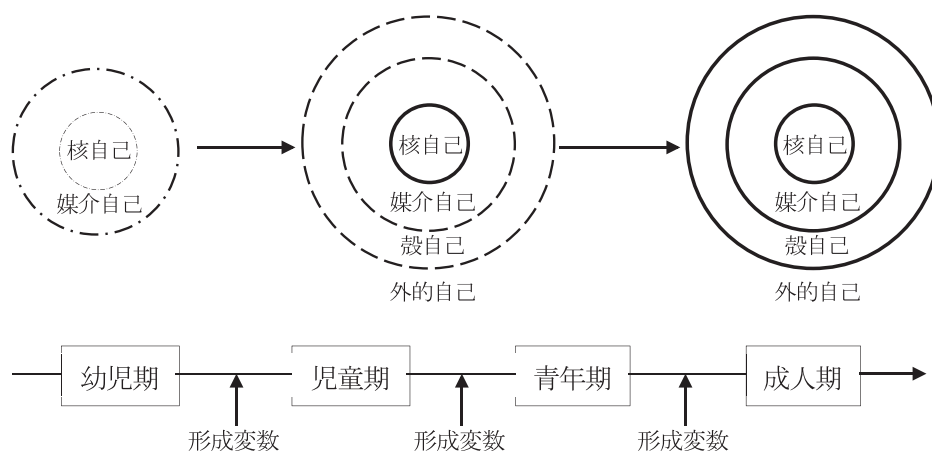 核自己
媒介自己
核自己
媒介自己
殻自己
外的自己
核自己
媒介自己
殻自己
外的自己
幼児期
児童期
青年期
成人期
形成変数
形成変数
形成変数